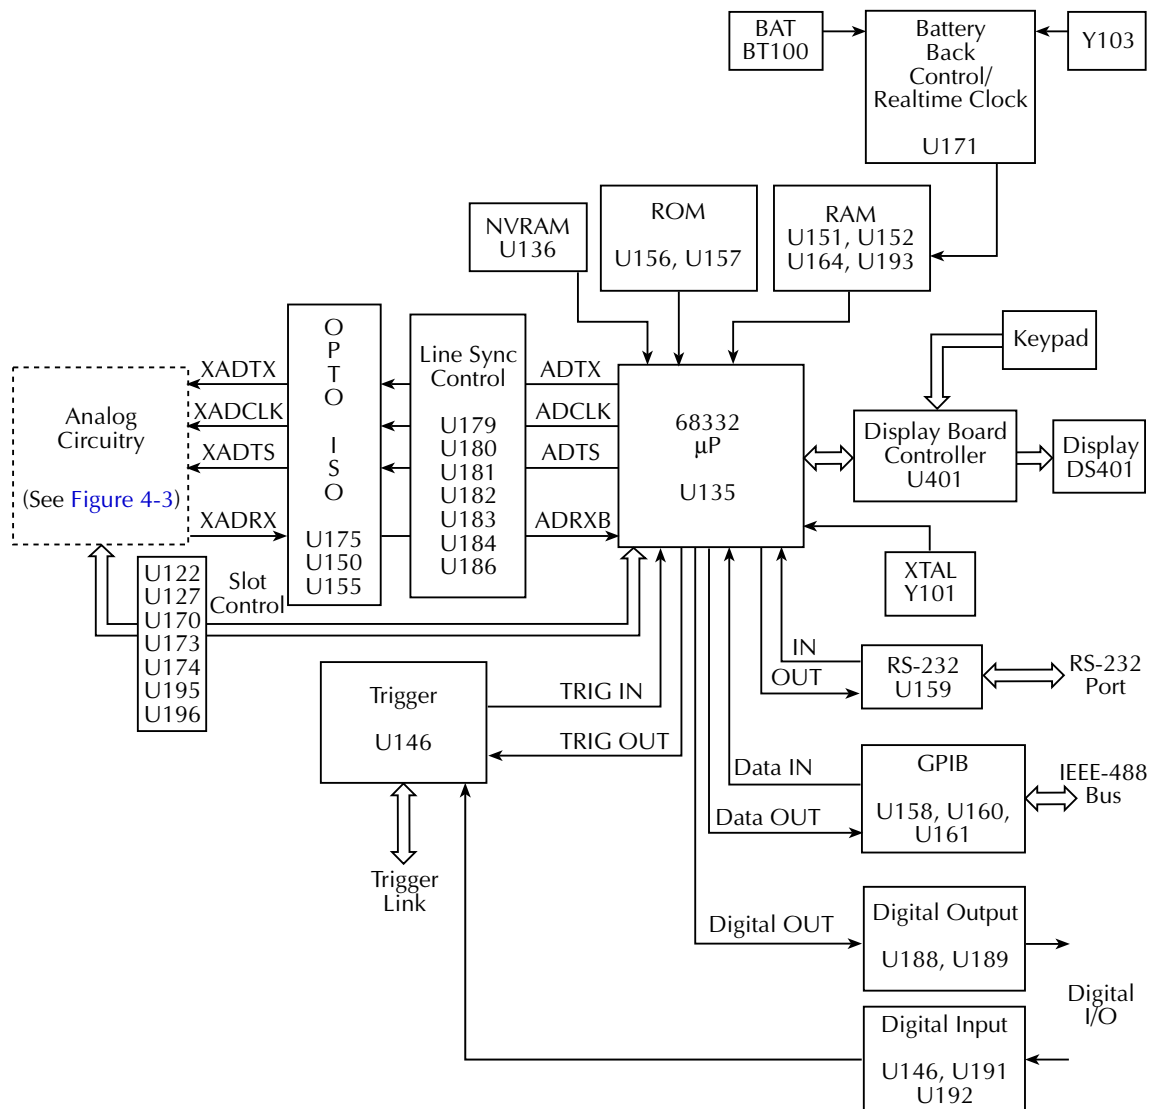 BAT
BT100
Battery
Back
Control/
Realtime Clock
U171
Y103
NVRAM
U136
ROM
U156, U157
RAM
U151, U152
U164, U193
Keypad
O
P
T
O
I
S
O
U175
U150
U155
Line Sync
Control
U179
U180
U181
U182
U183
U184
U186
XADTX
XADCLK
XADTS
XADRX
ADTX
ADCLK
ADTS
ADRXB
Analog
Circuitry
(See Figure 4-3)
68332
µP
U135
Display Board
Controller
U401
Display
DS401
XTAL
Y101
U122
U127
U170
U173
U174
U195
U196
Slot
Control
Trigger
U146
TRIG IN
TRIG OUT
Trigger
Link
IN
OUT
RS-232
U159
RS-232
Port
Data IN
Data OUT
GPIB
U158, U160,
U161
IEEE-488
Bus
Digital OUT
Digital Output
U188, U189
Digital
I/O
Digital Input
U146, U191
U192